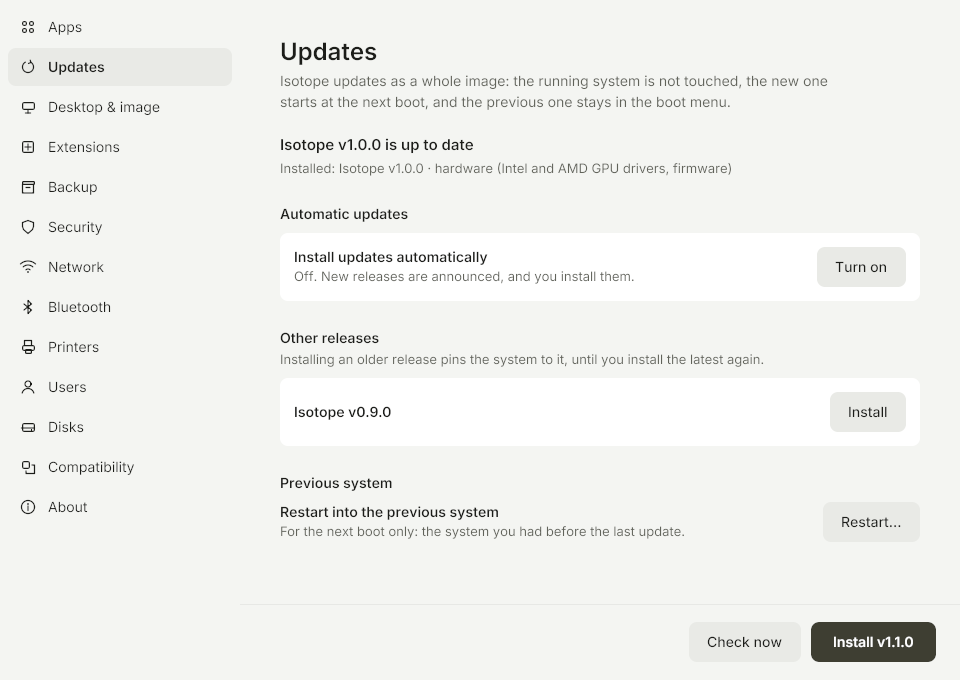 Apps
Updates
Desktop & image
Extensions
Backup
Security
Network
Bluetooth
Printers
Users
Disks
Compatibility
About
Updates
Isotope updates as a whole image: the running system is not touched, the new one
starts at the next boot, and the previous one stays in the boot menu.
Isotope v1.0.0 is up to date
Installed: Isotope v1.0.0 · hardware (Intel and AMD GPU drivers, firmware)
Automatic updates
Install updates automatically
Off. New releases are announced, and you install them.
Turn on
Other releases
Installing an older release pins the system to it, until you install the latest again.
Isotope v0.9.0
Install
Previous system
Restart into the previous system
For the next boot only: the system you had before the last update.
Restart...
Check now
Install v1.1.0